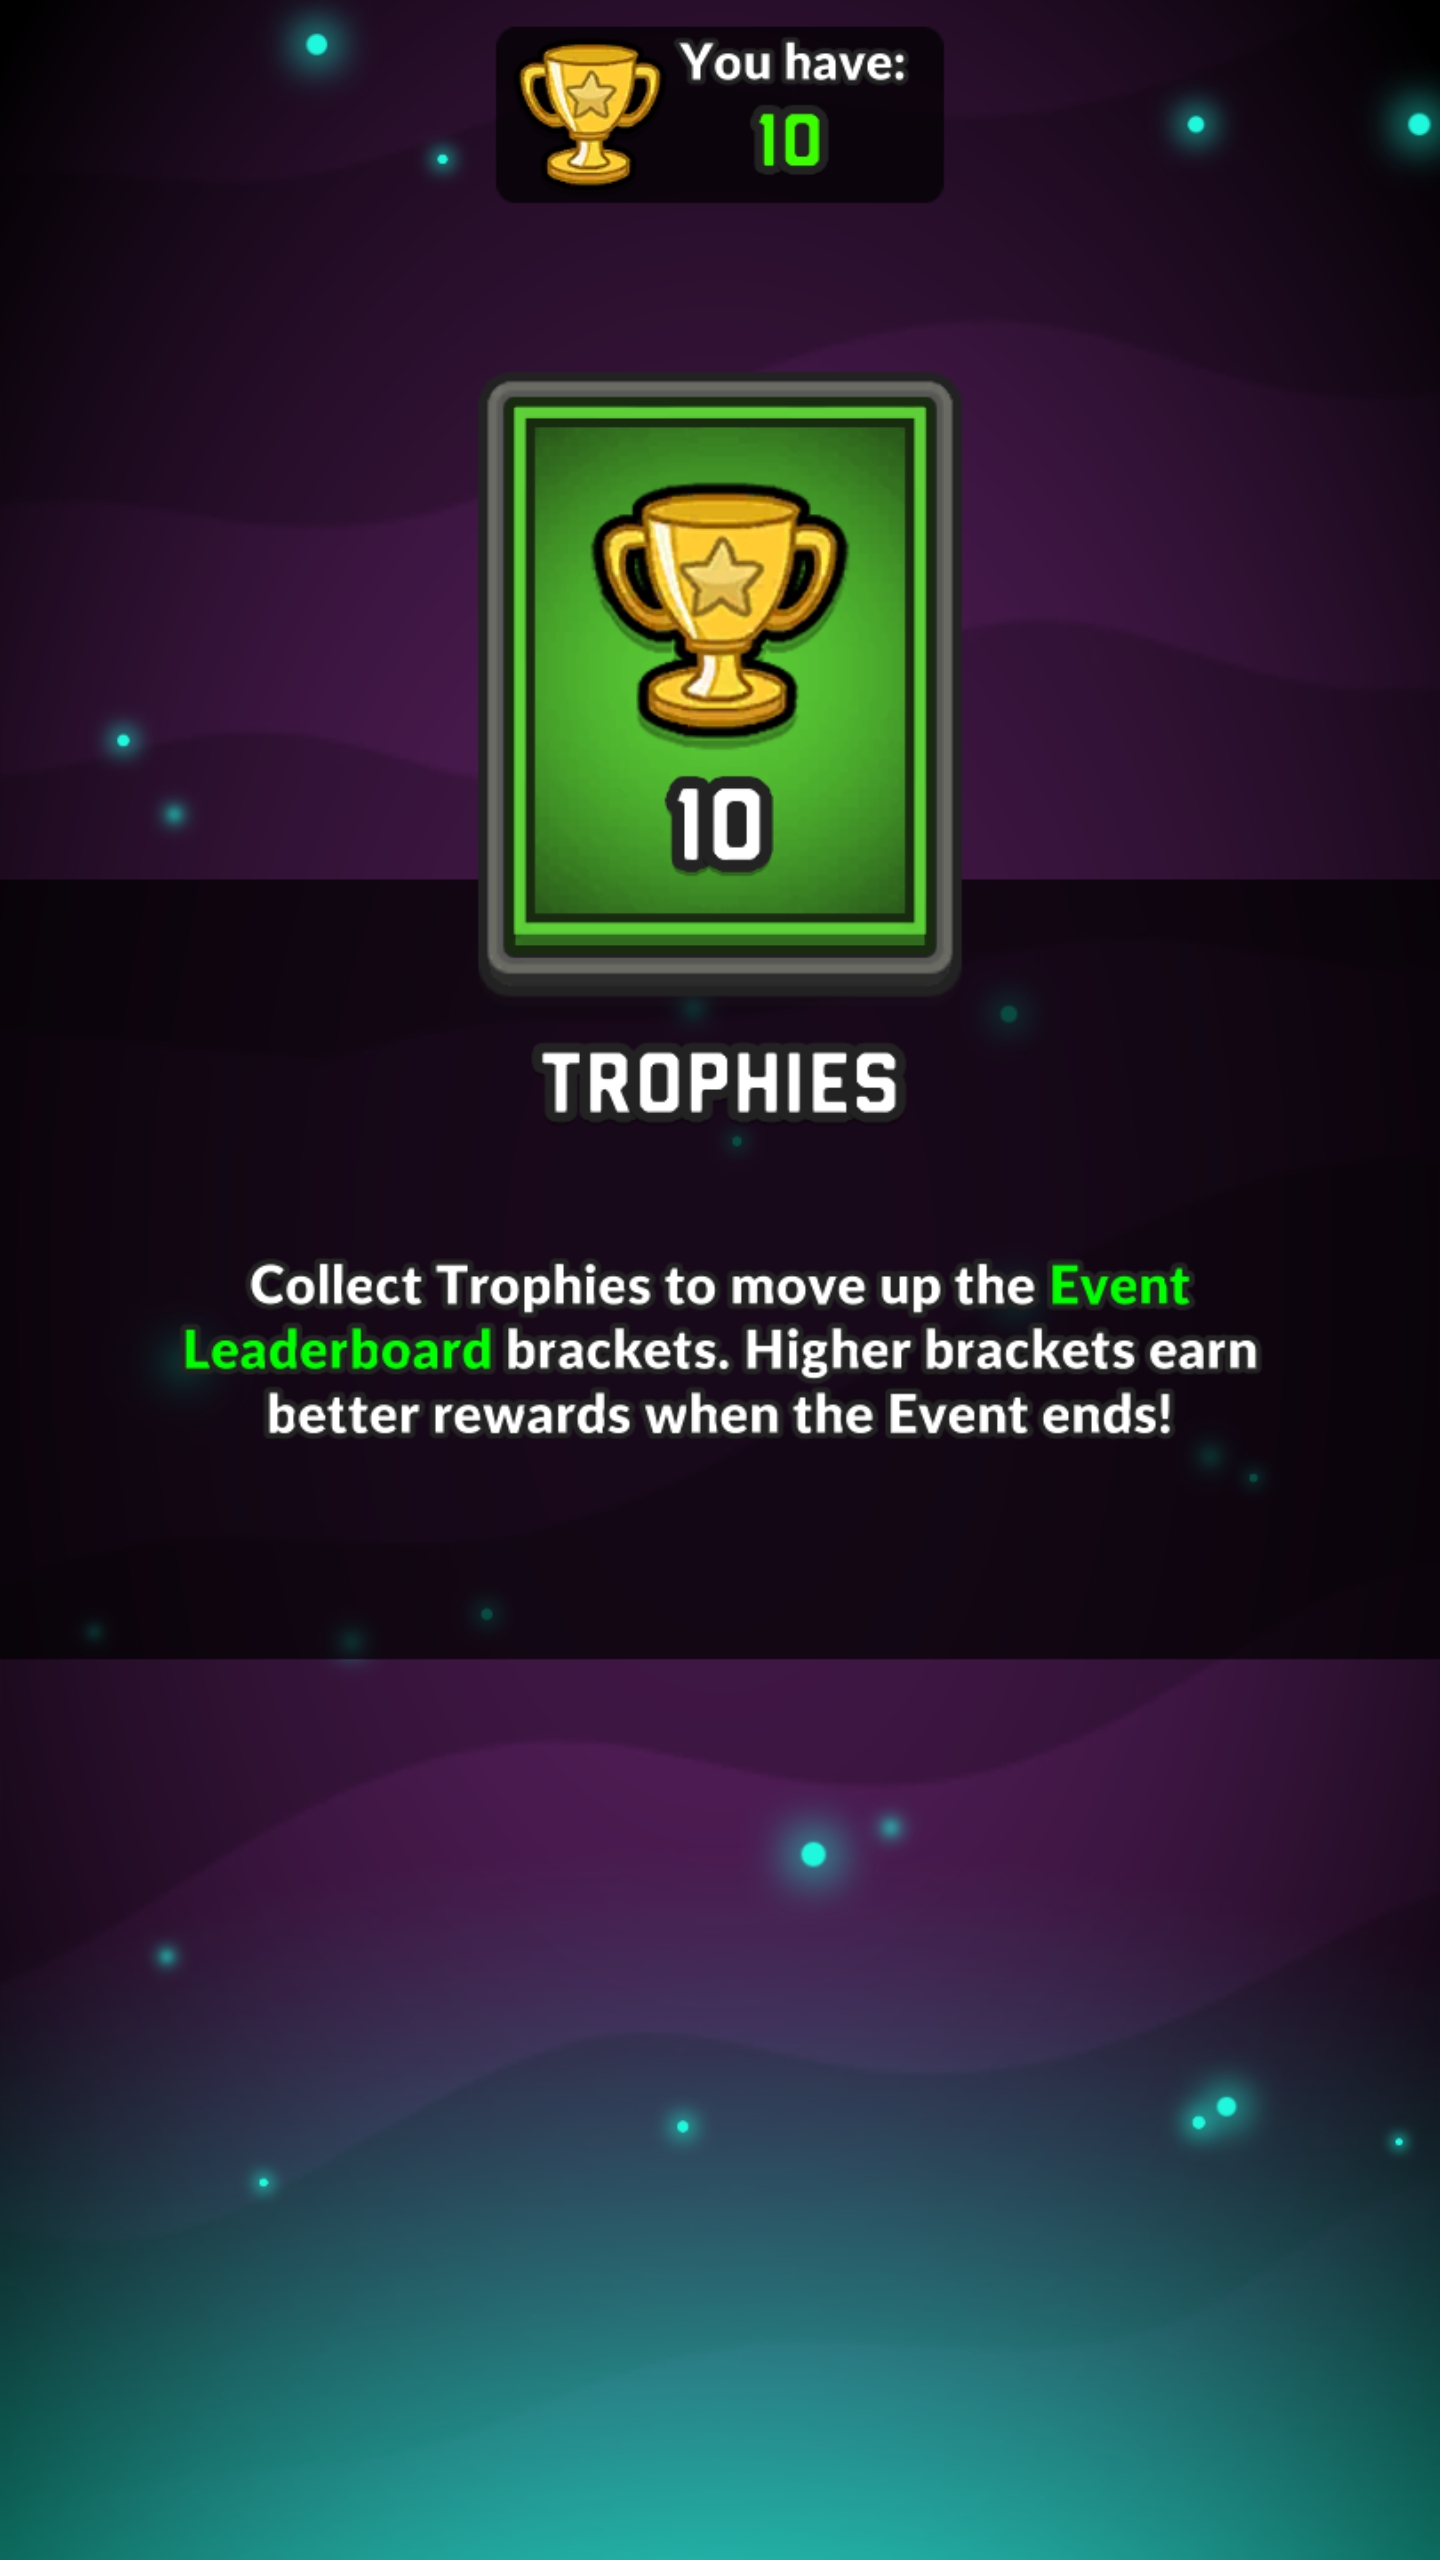 You have:
10
10
TROPHIES
Collect Trophies to move up the Event
Leaderboard brackets. Higher brackets earn
better rewards when the Event ends!